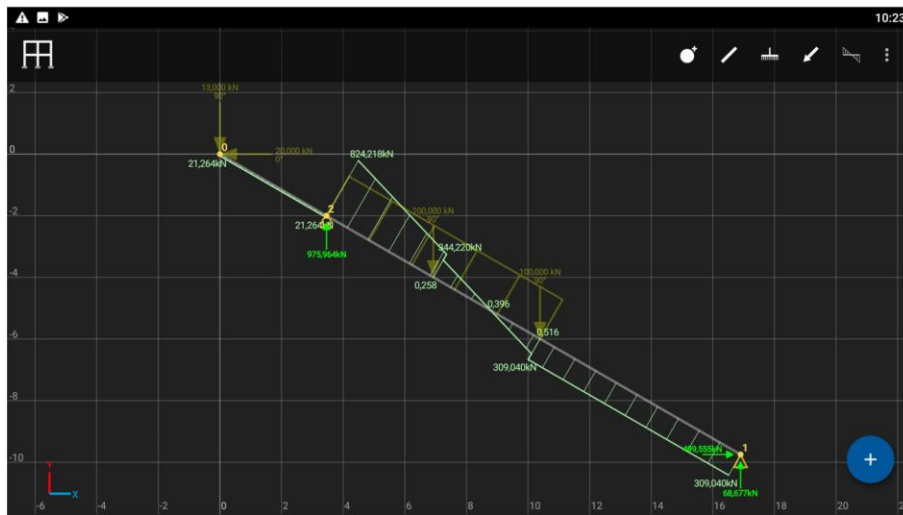 10:23
2
13,000 kN
90°
0
0
20,000 kN
0°
21,264kN
824,218kN
-2
2
21,264kN
100,000 kN
90°
975,964kN
344,220kN
-4
0,258
100,000 kN
90°
0,396
-6
0,516
309,040kN
-8
1
-10
309,040kN
68,677kN
Y
X
+
-6
-4
-2
0
2
4
6
8
10
12
14
16
18
20